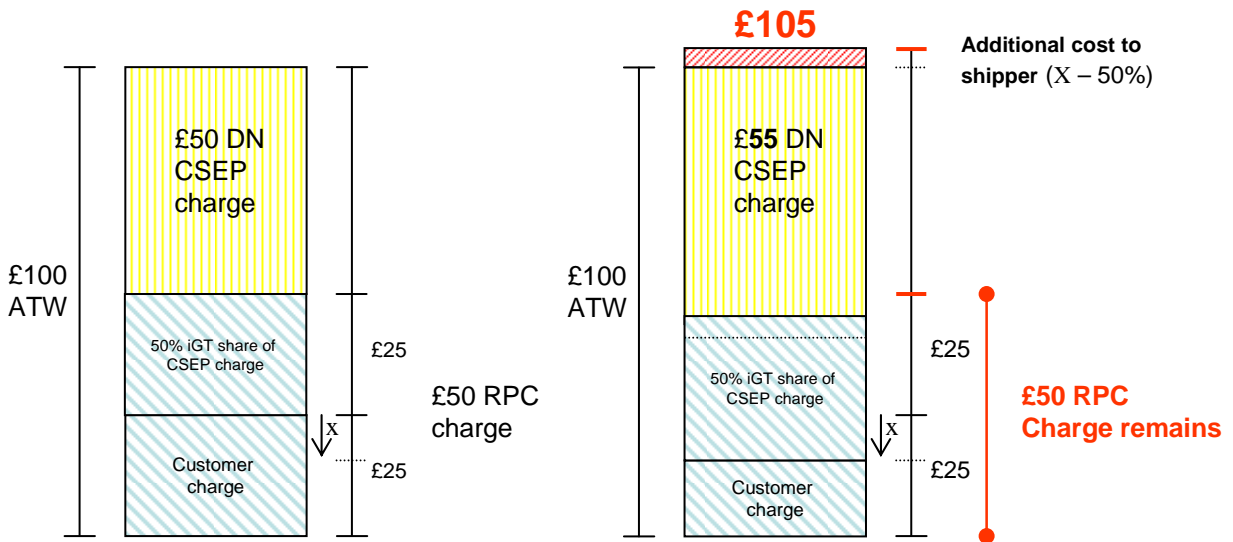 £105
Additional cost to
shipper (X – 50%)
£50 DN
CSEP
charge
£100
ATW
50% iGT share of
CSEP charge
£25
£50 RPC
charge
X
Customer
charge
£25
£55 DN
CSEP
charge
£100
ATW
50% iGT share of
CSEP charge
£25
£50 RPC
Charge remains
X
Customer
charge
£25